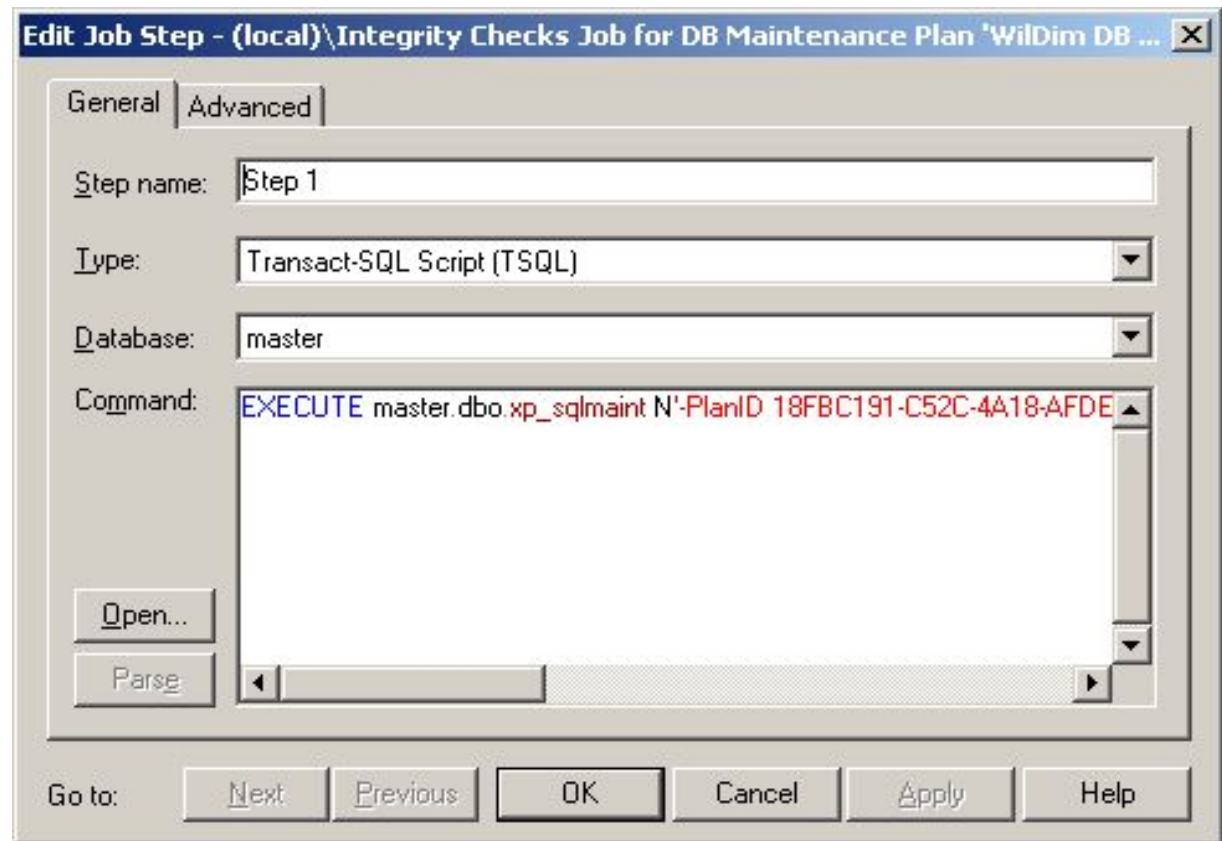 Edit Job Step - (local)\Integrity Checks Job for DB Maintenance Plan 'WilDim DB ...
General Advanced
Step name: Step 1
Type: Transact-SQL Script (TSQL)
Database: master
Command: EXECUTE master.dbo.xp_sqlmaint N'-PlanID 18FBC191-C52C-4A18-AFDE
Open...
Parse
Go to: Next Previous OK Cancel Apply Help